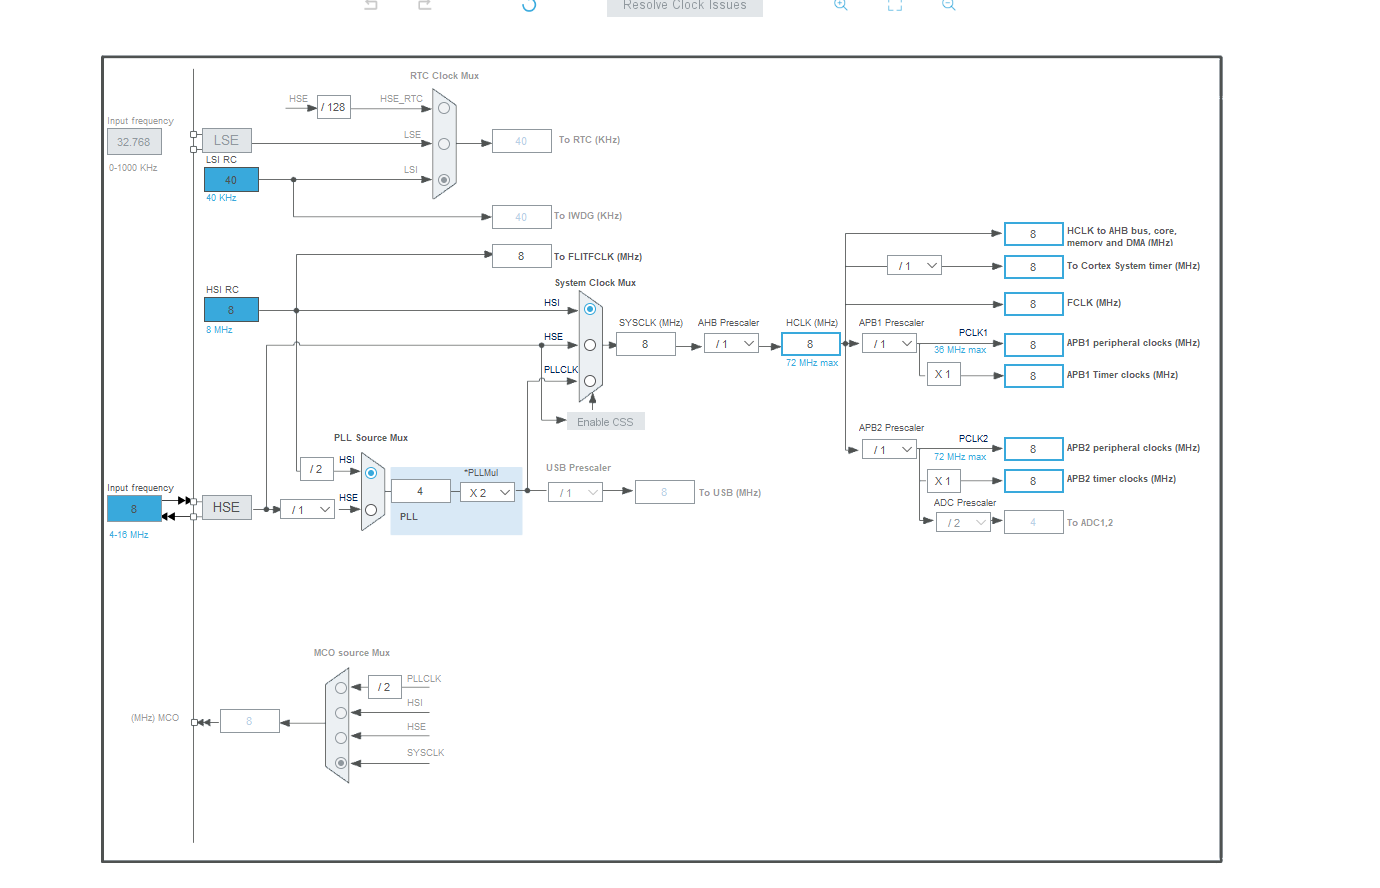 Resolve Clock Issues
RTC Clock Mux
HSE
/ 128
HSE_RTC
Input frequency
32.768
0-1000 KHz
LSE
LSE
40
To RTC (KHz)
LSI RC
40
40 KHz
LSI
40
To IWDG (KHz)
8
To FLITFCLK (MHz)
HSI RC
8
8 MHz
System Clock Mux
HSI
HSE
PLLCLK
Enable CSS
SYSCLK (MHz)
8
AHB Prescaler
/ 1
HCLK (MHz)
8
72 MHz max
8
HCLK to AHB bus, core,
memory and DMA (MHz)
/ 1
8
To Cortex System timer (MHz)
8
FCLK (MHz)
APB1 Prescaler
/ 1
PCLK1
36 MHz max
8
APB1 peripheral clocks (MHz)
X 1
8
APB1 Timer clocks (MHz)
APB2 Prescaler
/ 1
PCLK2
72 MHz max
8
APB2 peripheral clocks (MHz)
X 1
8
APB2 timer clocks (MHz)
ADC Prescaler
/ 2
4
To ADC1,2
PLL Source Mux
/ 2
HSI
HSE
Input frequency
8
4-16 MHz
HSE
/ 1
4
*PLLMul
X 2
PLL
USB Prescaler
/ 1
8
To USB (MHz)
MCO source Mux
/ 2
PLLCLK
HSI
HSE
SYSCLK
(MHz) MCO
8